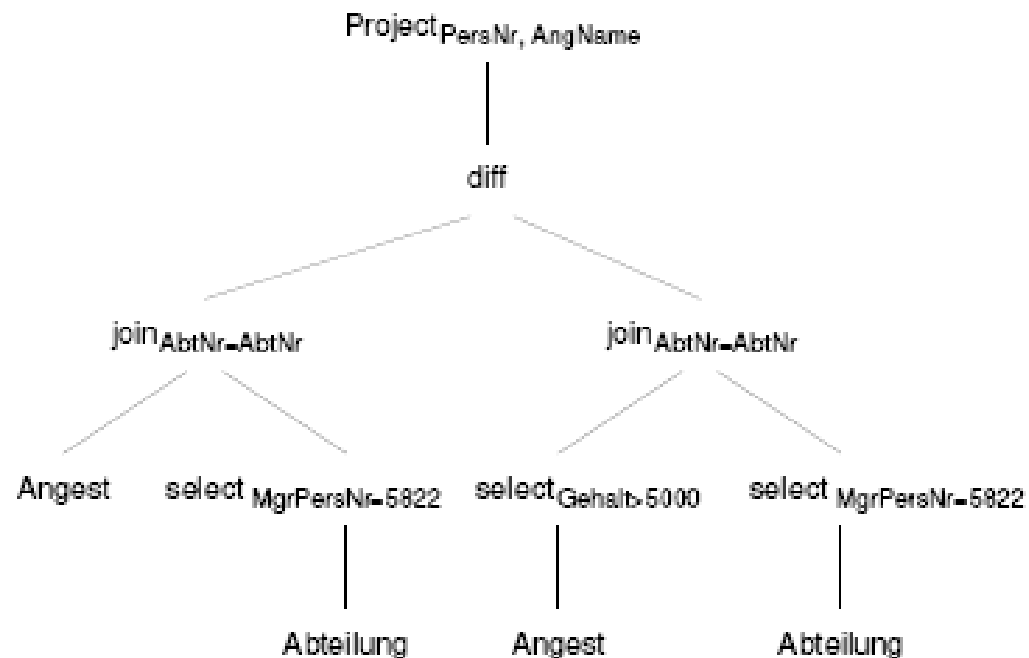 Project PersNr, AngName
diff
join AbtNr=AbtNr join AbtNr=AbtNr
Angest select MgrPersNr=5822 select Gehalt>5000 select MgrPersNr=5822
Abteilung Angest Abteilung